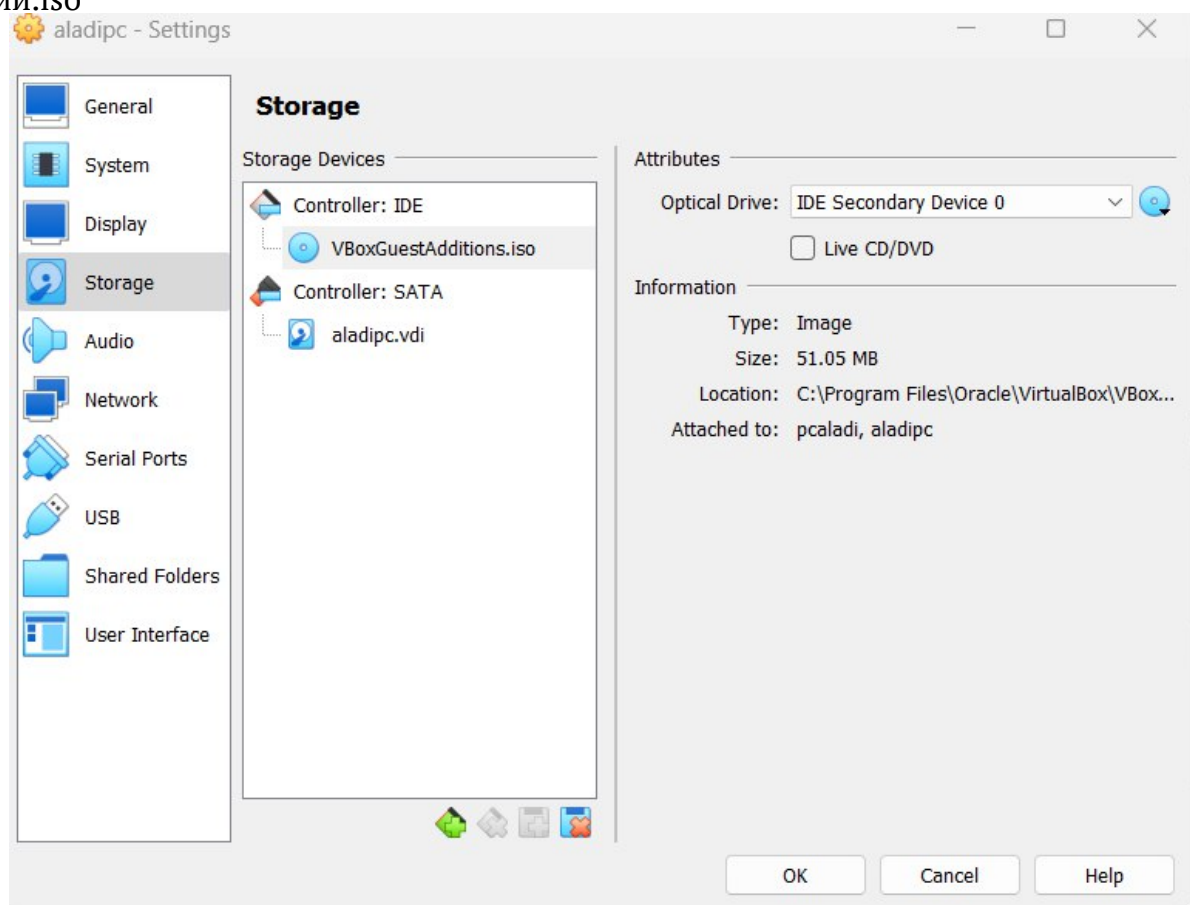 aladipc - Settings
General
System
Display
Storage
Audio
Network
Serial Ports
USB
Shared Folders
User Interface
Storage
Storage Devices
Controller: IDE
VBoxGuestAdditions.iso
Controller: SATA
aladipc.vdi
Attributes
Optical Drive: IDE Secondary Device 0
Live CD/DVD
Information
Type: Image
Size: 51.05 MB
Location: C:\Program Files\Oracle\VirtualBox\VBox...
Attached to: pcaladi, aladipc
OK Cancel Help